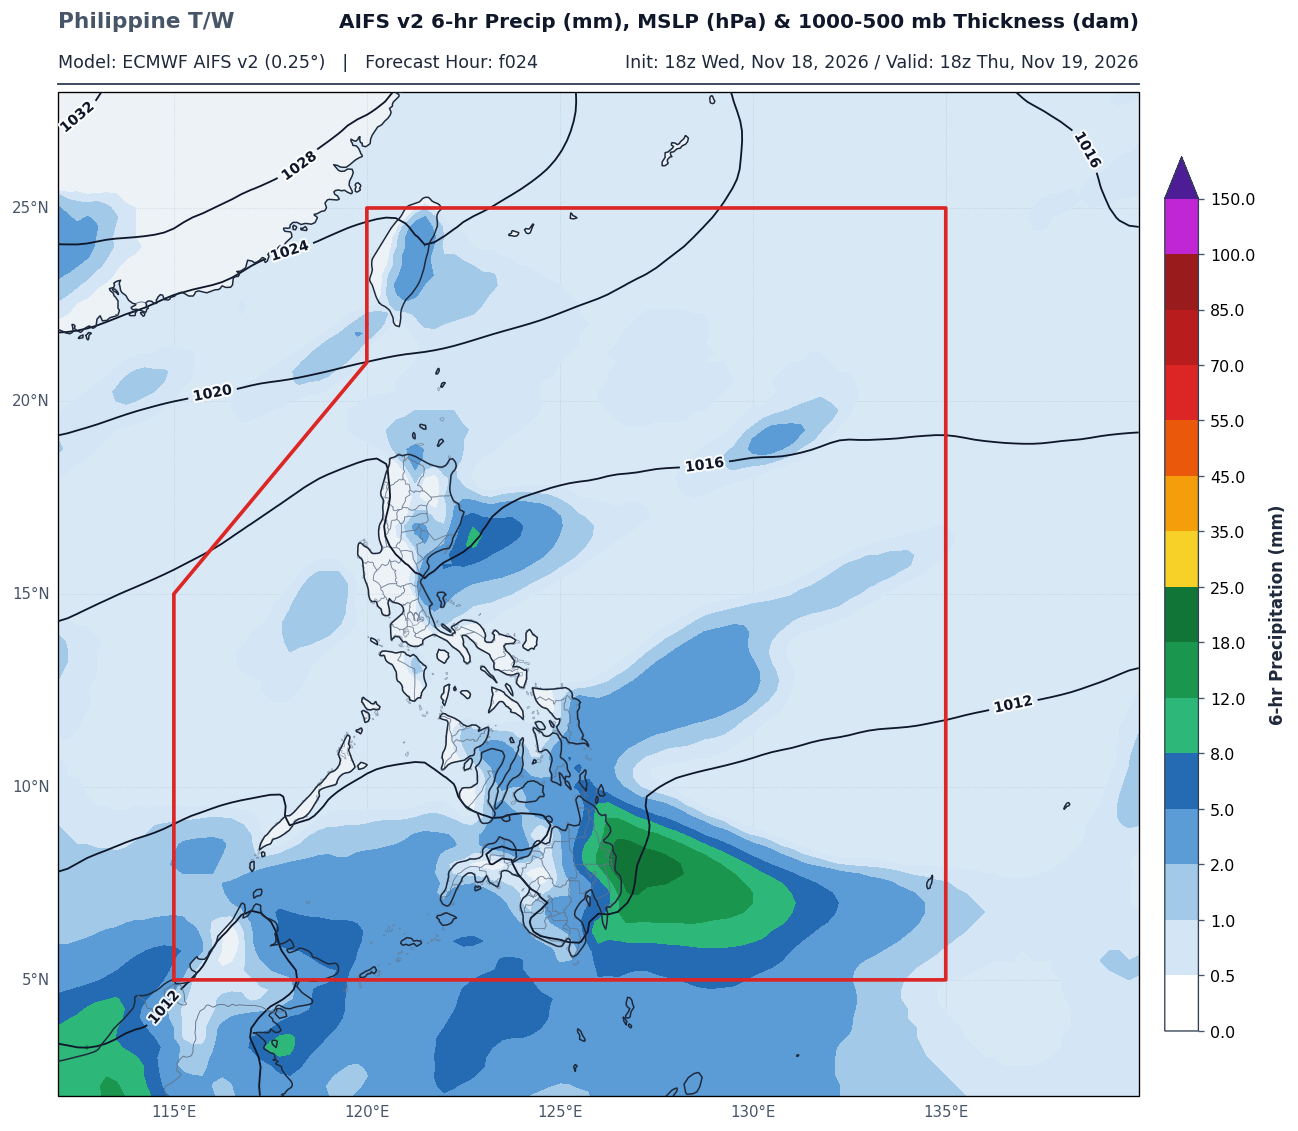 Philippine T/W
AIFS v2 6-hr Precip (mm), MSLP (hPa) & 1000-500 mb Thickness (dam)
Model: ECMWF AIFS v2 (0.25°) | Forecast Hour: f024
Init: 18z Wed, Nov 18, 2026 / Valid: 18z Thu, Nov 19, 2026
1032
1028
1016
1024
1020
1016
1012
1012
25°N
20°N
15°N
10°N
5°N
115°E
120°E
125°E
130°E
135°E
150.0
100.0
85.0
70.0
55.0
45.0
35.0
25.0
18.0
12.0
8.0
5.0
2.0
1.0
0.5
0.0
6-hr Precipitation (mm)